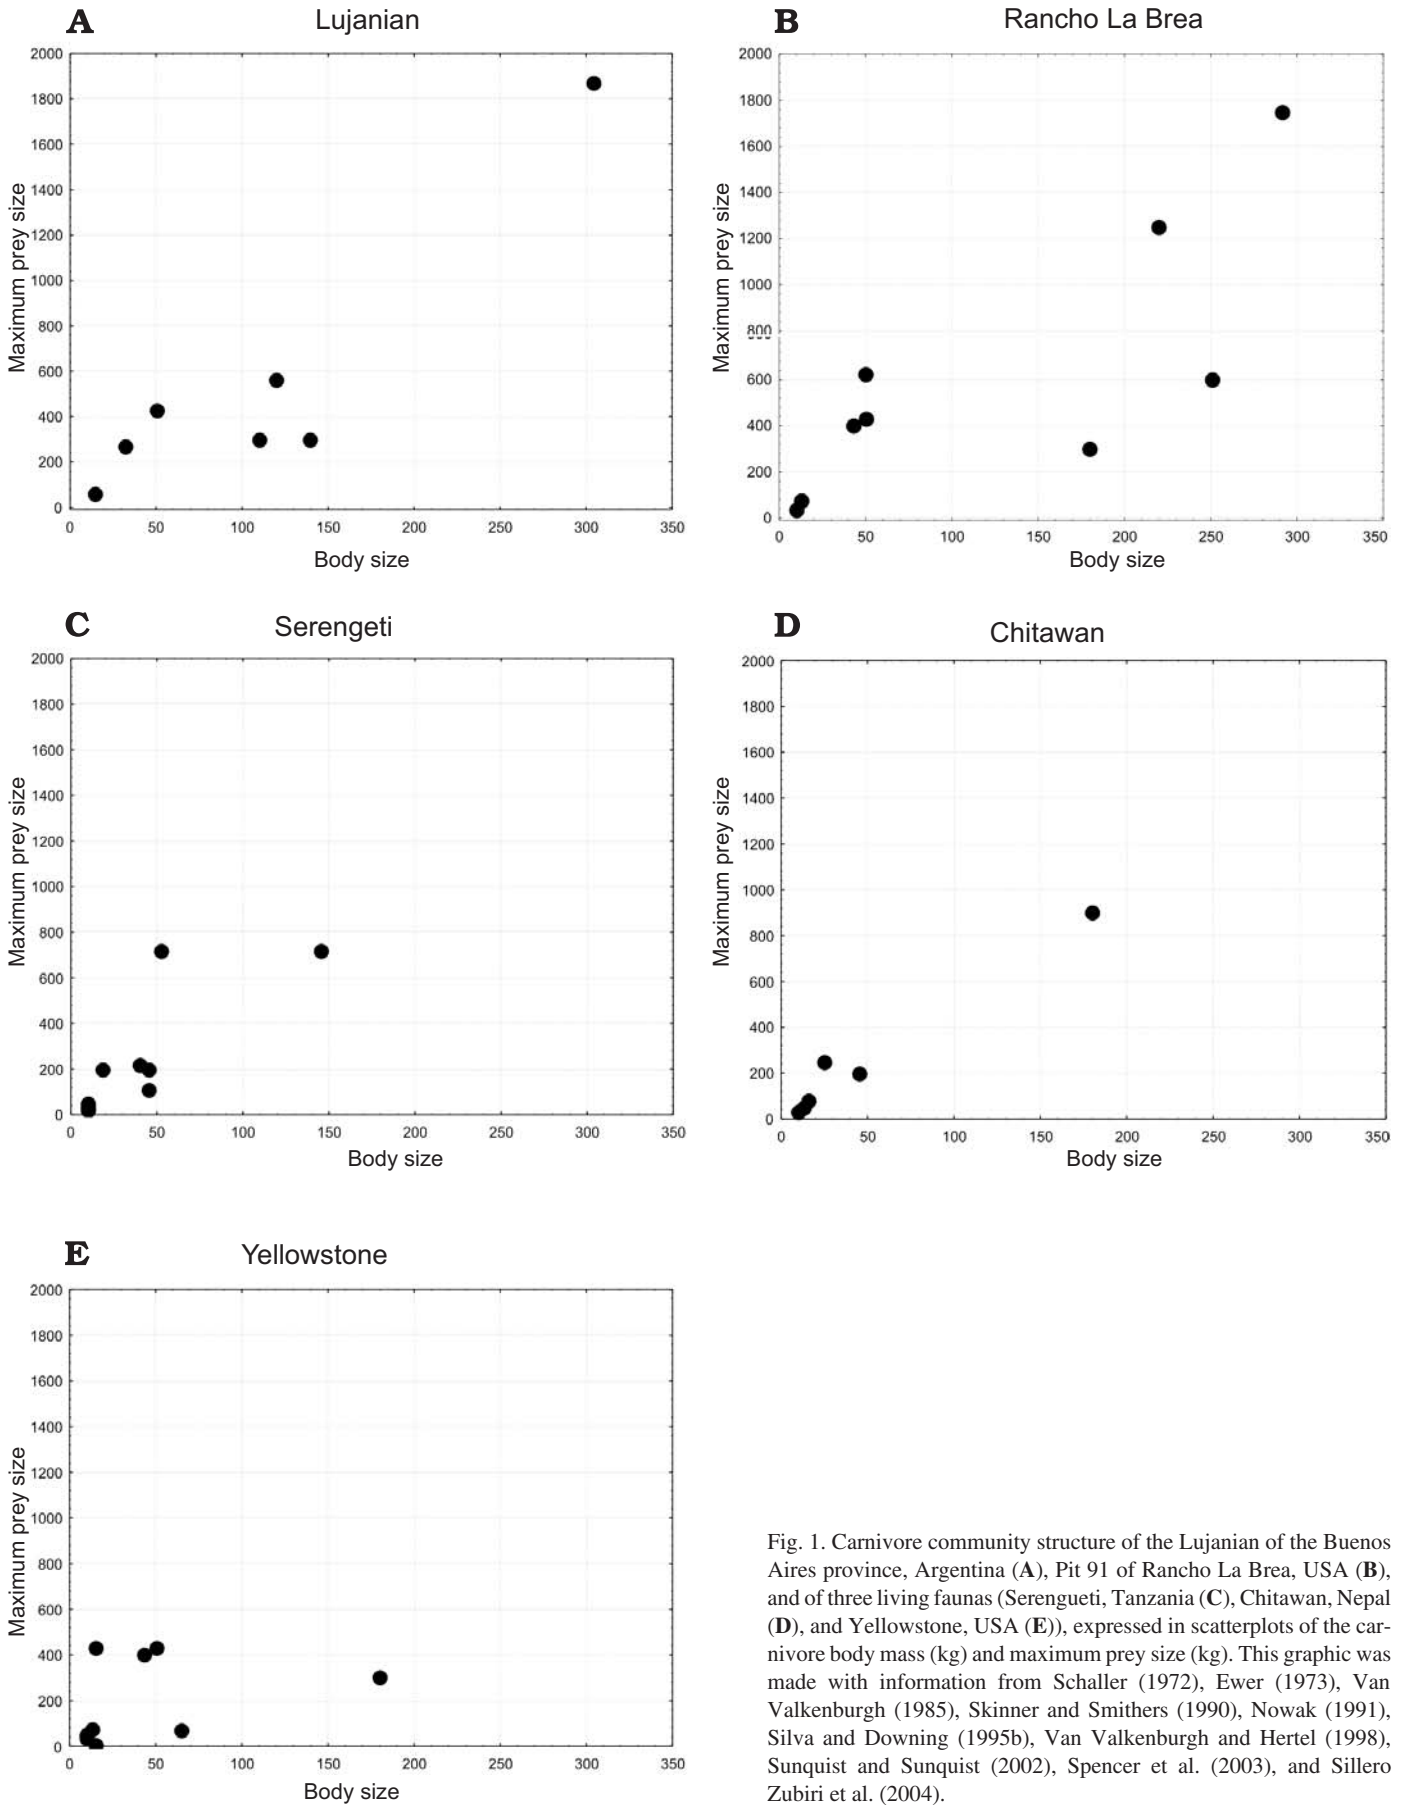 A Lujanian
2000
1800
1600
1400
1200
1000
800
600
400
200
0
Maximum prey size
0 50 100 150 200 250 300 350
Body size
B Rancho La Brea
2000
1800
1600
1400
1200
1000
800
600
400
200
0
Maximum prey size
0 50 100 150 200 250 300 350
Body size
C Serengeti
2000
1800
1600
1400
1200
1000
800
600
400
200
0
Maximum prey size
0 50 100 150 200 250 300 350
Body size
D Chitawan
2000
1800
1600
1400
1200
1000
800
600
400
200
0
Maximum prey size
0 50 100 150 200 250 300 350
Body size
E Yellowstone
2000
1800
1600
1400
1200
1000
800
600
400
200
0
Maximum prey size
0 50 100 150 200 250 300 350
Body size
Fig. 1. Carnivore community structure of the Lujanian of the Buenos
Aires province, Argentina (A), Pit 91 of Rancho La Brea, USA (B),
and of three living faunas (Serengueti, Tanzania (C), Chitawan, Nepal
(D), and Yellowstone, USA (E)), expressed in scatterplots of the car-
nivore body mass (kg) and maximum prey size (kg). This graphic was
made with information from Schaller (1972), Ewer (1973), Van
Valkenburgh (1985), Skinner and Smithers (1990), Nowak (1991),
Silva and Downing (1995b), Van Valkenburgh and Hertel (1998),
Sunquist and Sunquist (2002), Spencer et al. (2003), and Sillero
Zubiri et al. (2004).